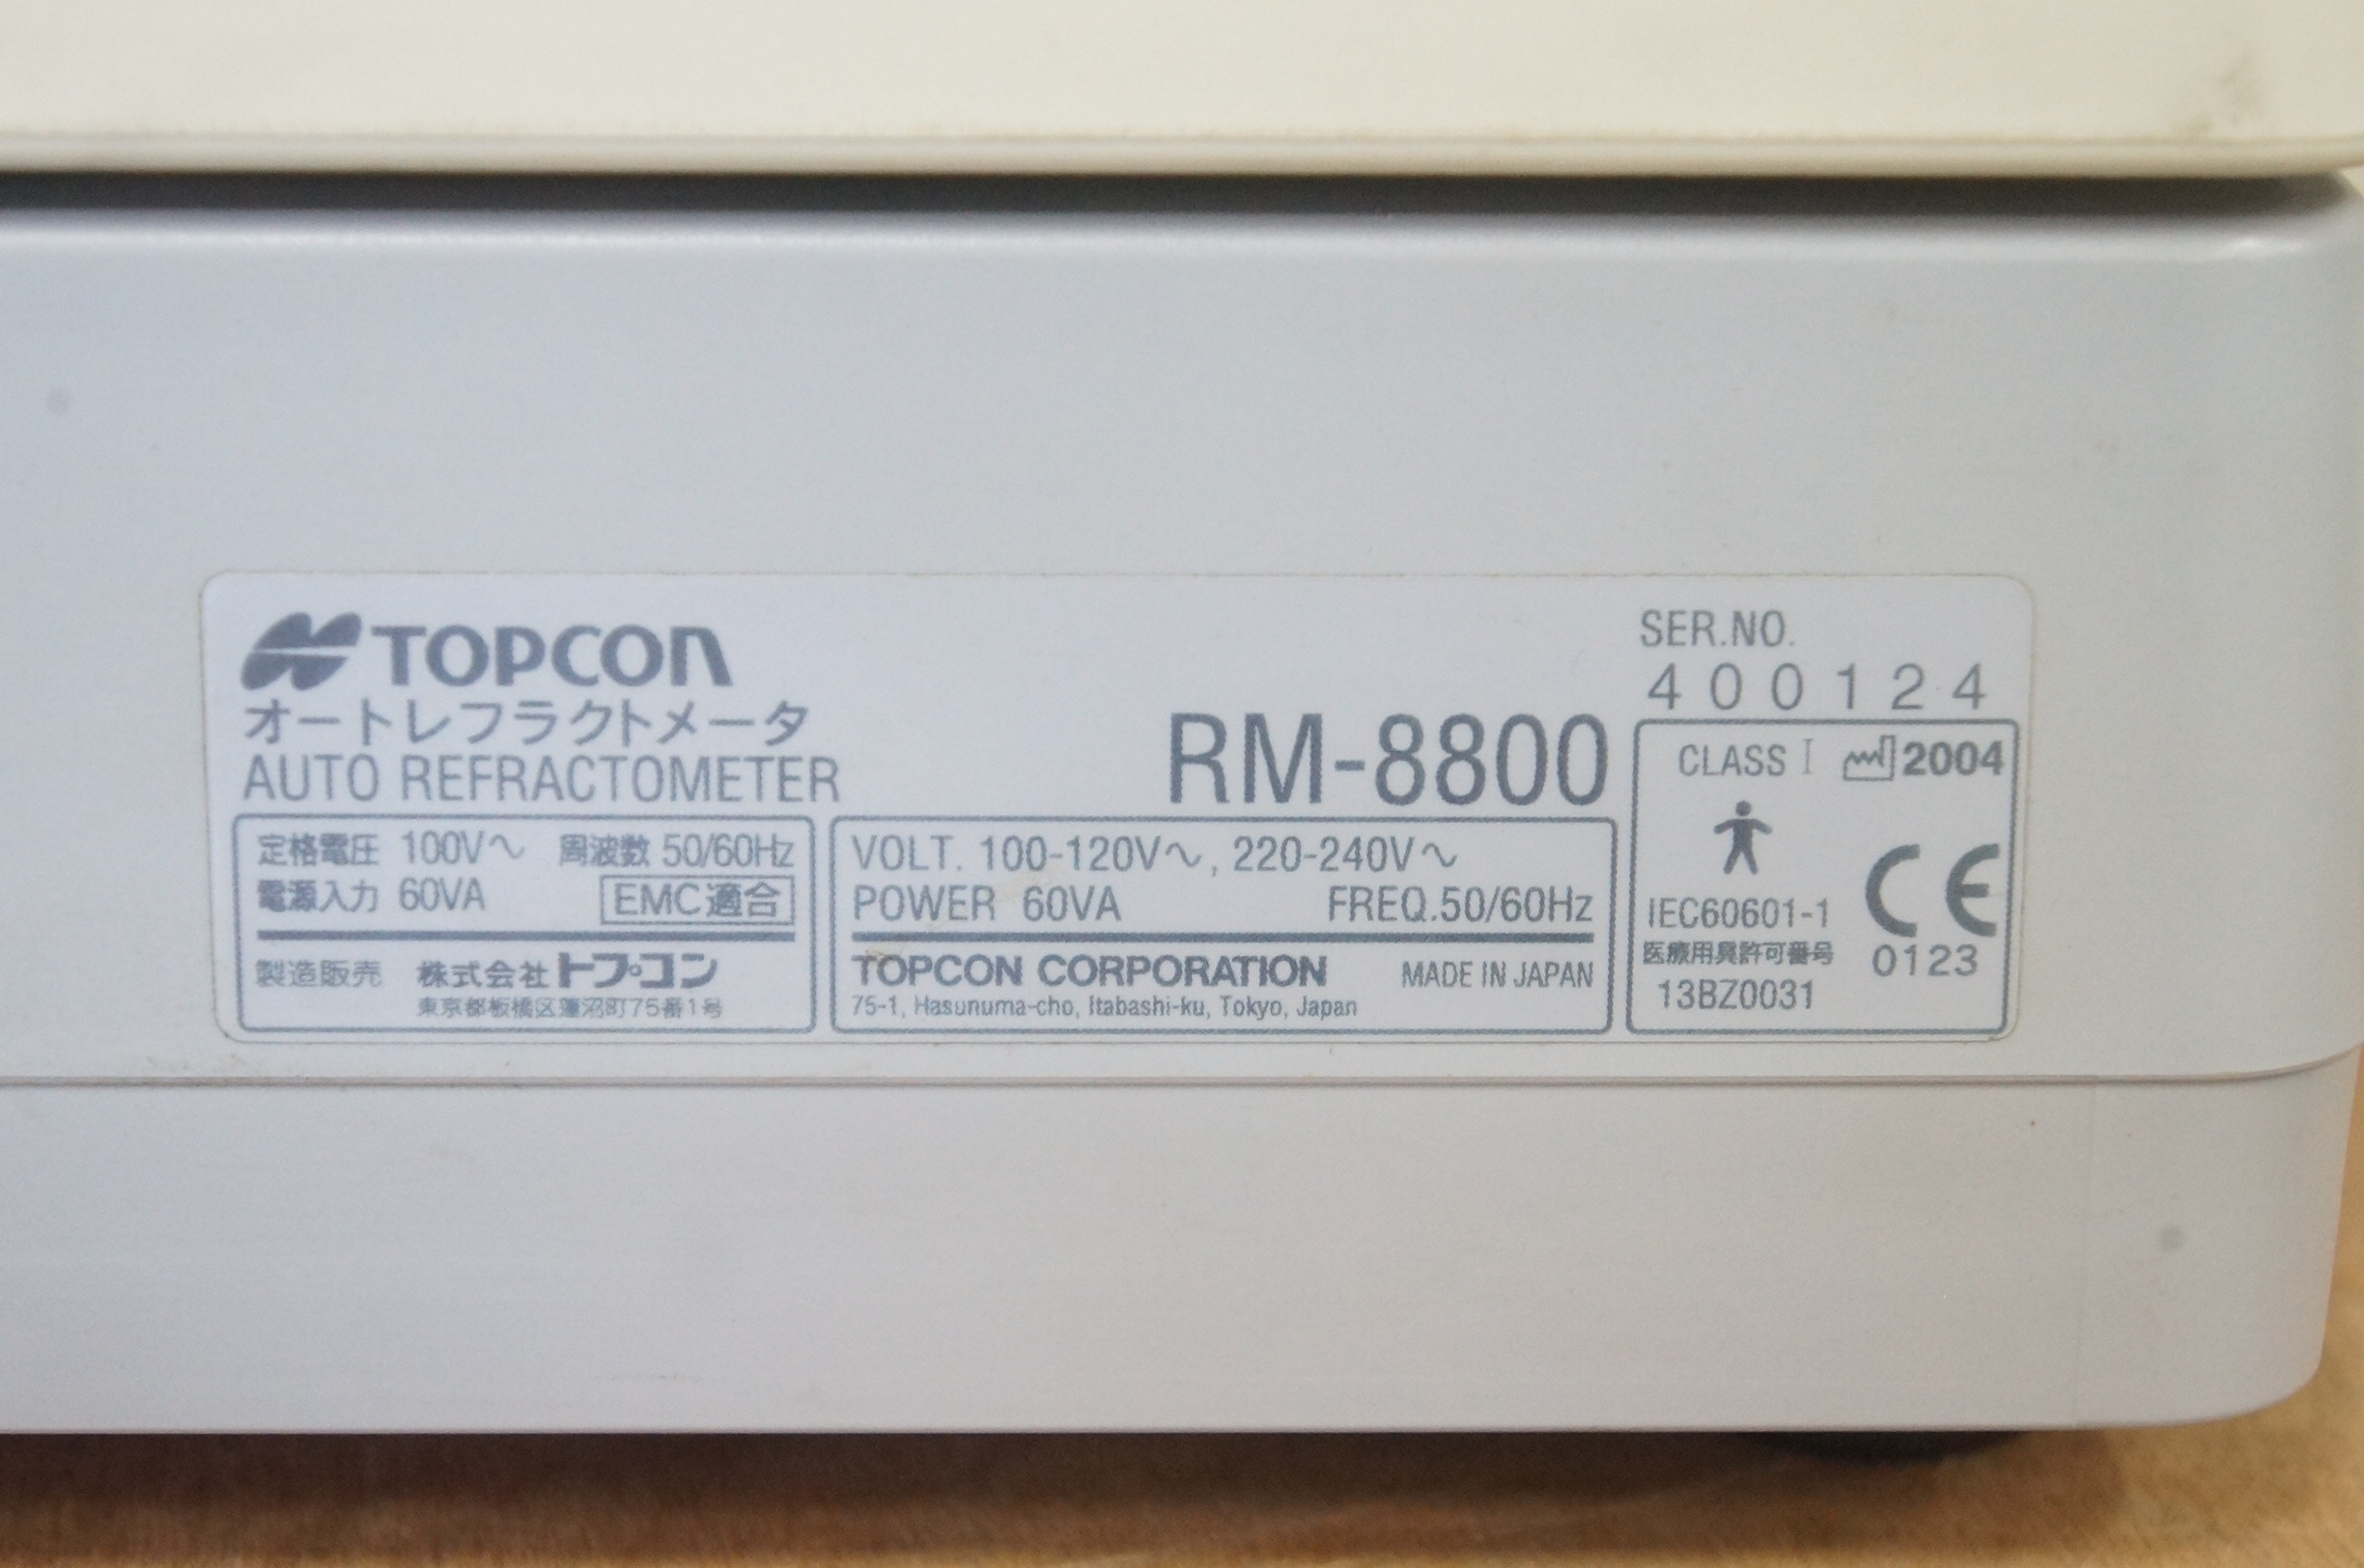 TOPCON
オートレフラクトメータ
AUTO REFRACTOMETER
RM-8800
SER.NO.
400124
定格電圧 100V～ 周波数 50/60Hz
電源入力 60VA EMC適合
製造販売 株式会社トプコン
東京都板橋区蓮沼町75番1号
VOLT. 100-120V～, 220-240V～
POWER 60VA FREQ.50/60Hz
TOPCON CORPORATION MADE IN JAPAN
75-1, Hasunuma-cho, Itabashi-ku, Tokyo, Japan
CLASS I 2004
IEC60601-1
医療用具許可番号
13BZ0031
CE
0123